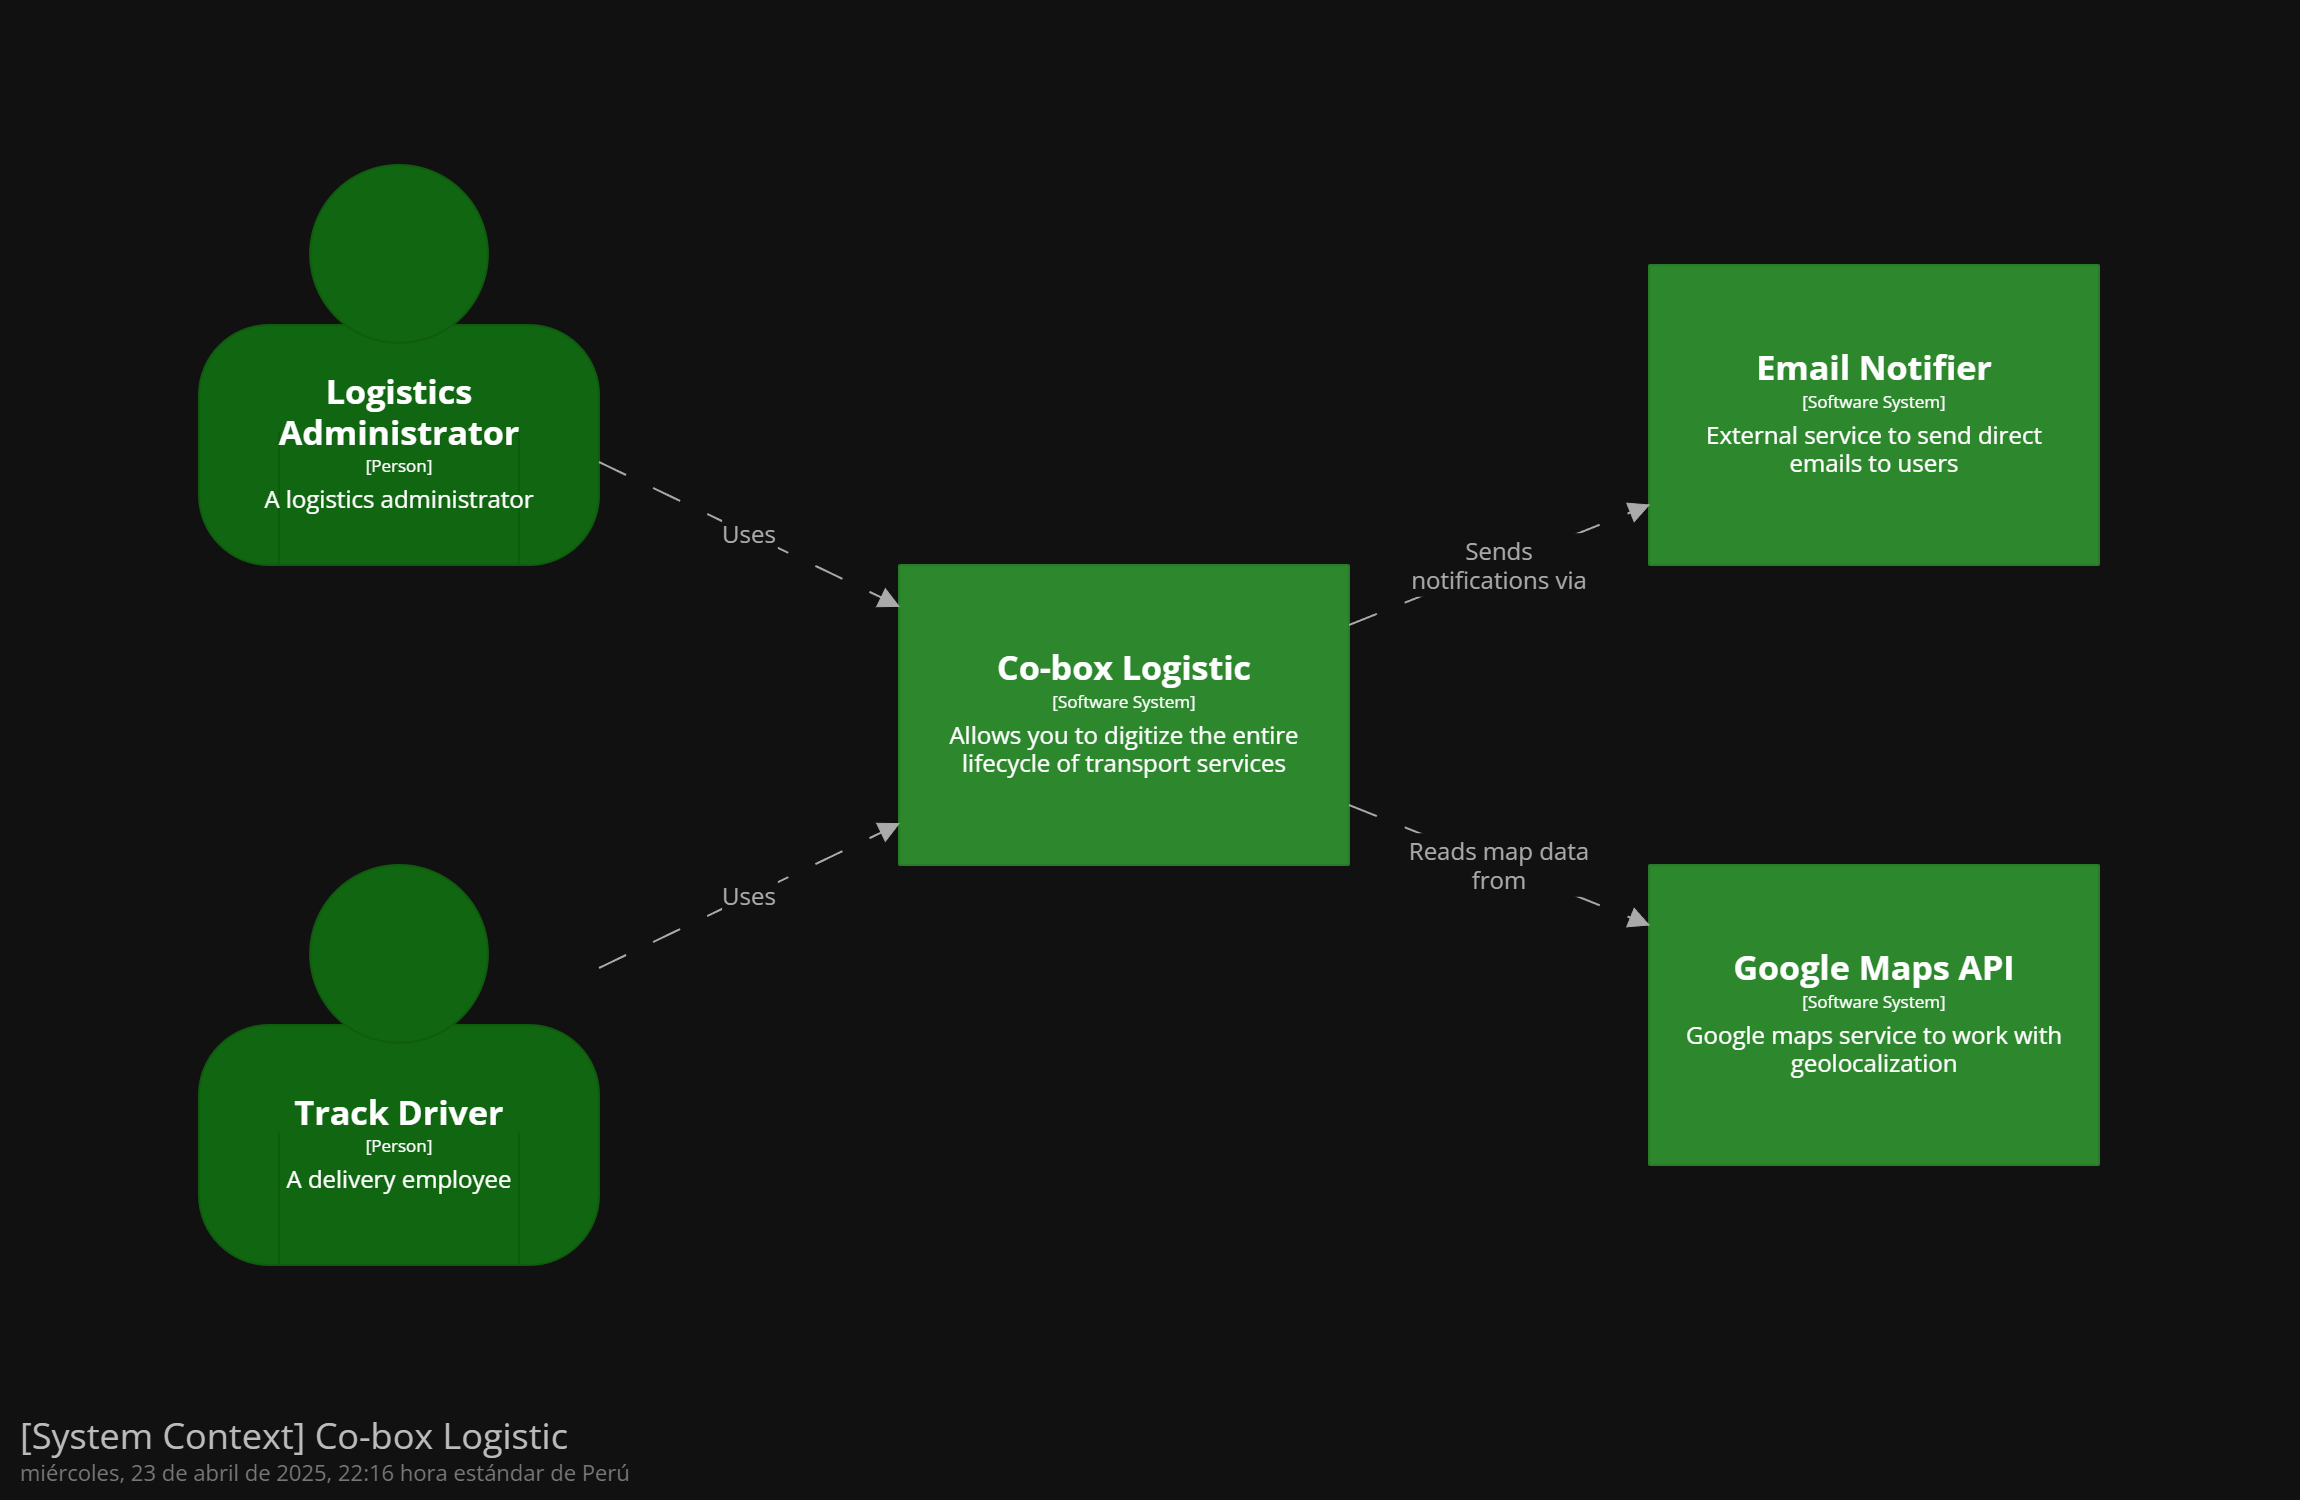 Logistics
Administrator
[Person]
A logistics administrator
Uses
Track Driver
[Person]
A delivery employee
Uses
Co-box Logistic
[Software System]
Allows you to digitize the entire
lifecycle of transport services
Sends
notifications via
Email Notifier
[Software System]
External service to send direct
emails to users
Reads map data
from
Google Maps API
[Software System]
Google maps service to work with
geolocalization
[System Context] Co-box Logistic
miércoles, 23 de abril de 2025, 22:16 hora estándar de Perú